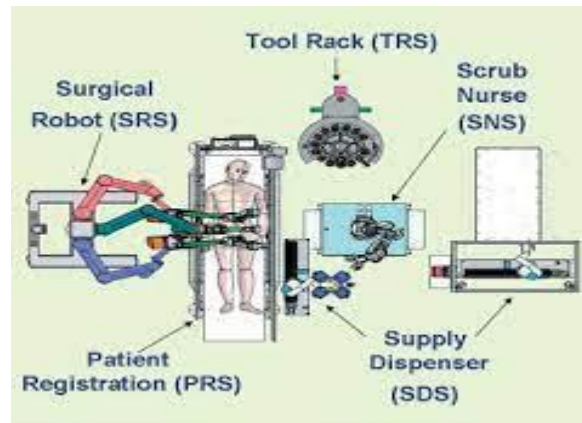 Tool Rack (TRS)
Surgical
Robot (SRS)
Scrub
Nurse
(SNS)
Patient
Registration (PRS)
Supply
Dispenser
(SDS)